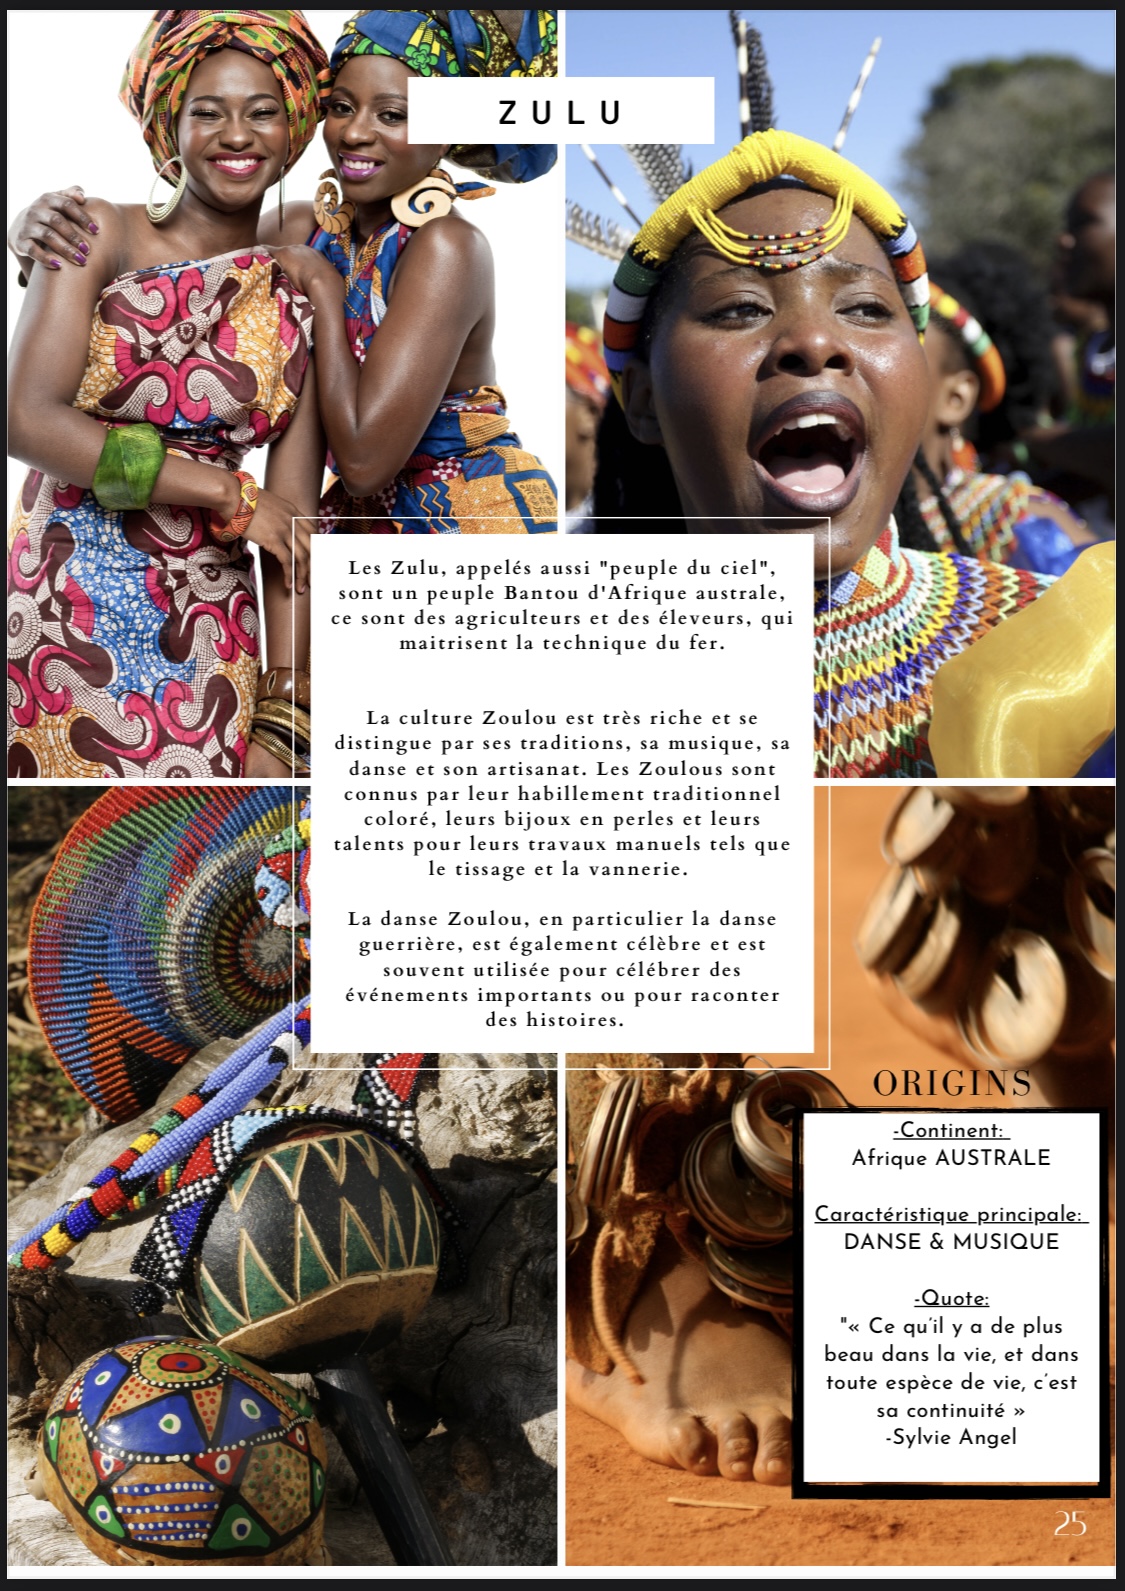 ZULU
Les Zulu, appelés aussi "peuple du ciel",
sont un peuple Bantou d'Afrique australe,
ce sont des agriculteurs et des éleveurs, qui
maitrisent la technique du fer.
La culture Zoulou est très riche et se
distingue par ses traditions, sa musique, sa
danse et son artisanat. Les Zoulous sont
connus par leur habillement traditionnel
coloré, leurs bijoux en perles et leurs
talents pour leurs travaux manuels tels que
le tissage et la vannerie.
La danse Zoulou, en particulier la danse
guerrière, est également célèbre et est
souvent utilisée pour célébrer des
événements importants ou pour raconter
des histoires.
ORIGINS
-Continent:
Afrique AUSTRALE
Caractéristique principale:
DANSE & MUSIQUE
-Quote:
"« Ce qu'il y a de plus
beau dans la vie, et dans
toute espèce de vie, c'est
sa continuité »
-Sylvie Angel
25